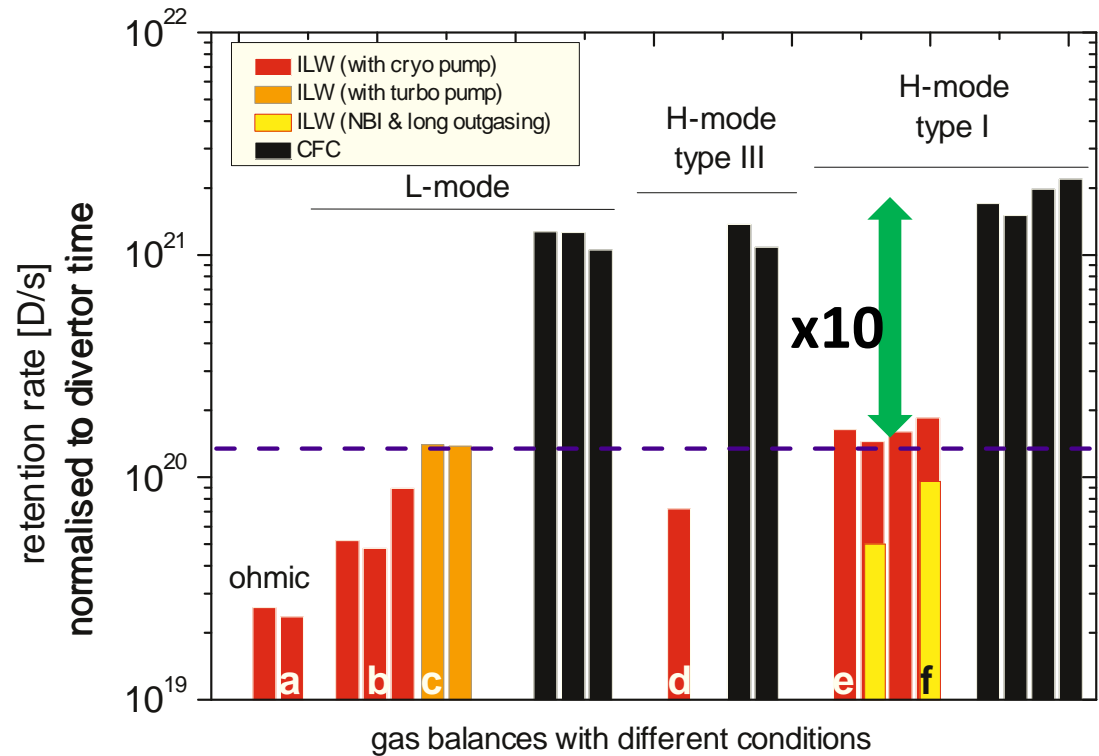 10^22
10^21
10^20
10^19
retention rate [D/s]
normalised to divertor time
ILW (with cryo pump)
ILW (with turbo pump)
ILW (NBI & long outgasing)
CFC
L-mode
H-mode
type III
H-mode
type I
x10
ohmic
a
b
c
d
e
f
gas balances with different conditions